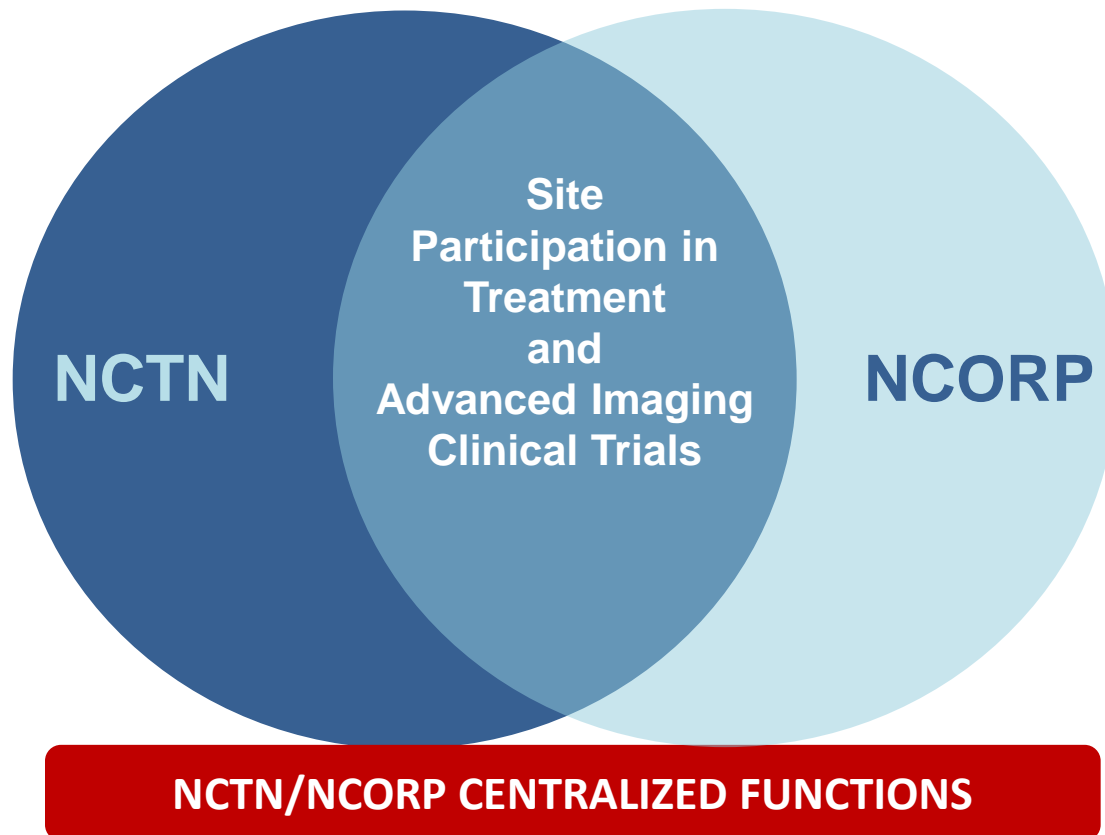 NCTN
Site
Participation in
Treatment
and
Advanced Imaging
Clinical Trials
NCORP
NCTN/NCORP CENTRALIZED FUNCTIONS